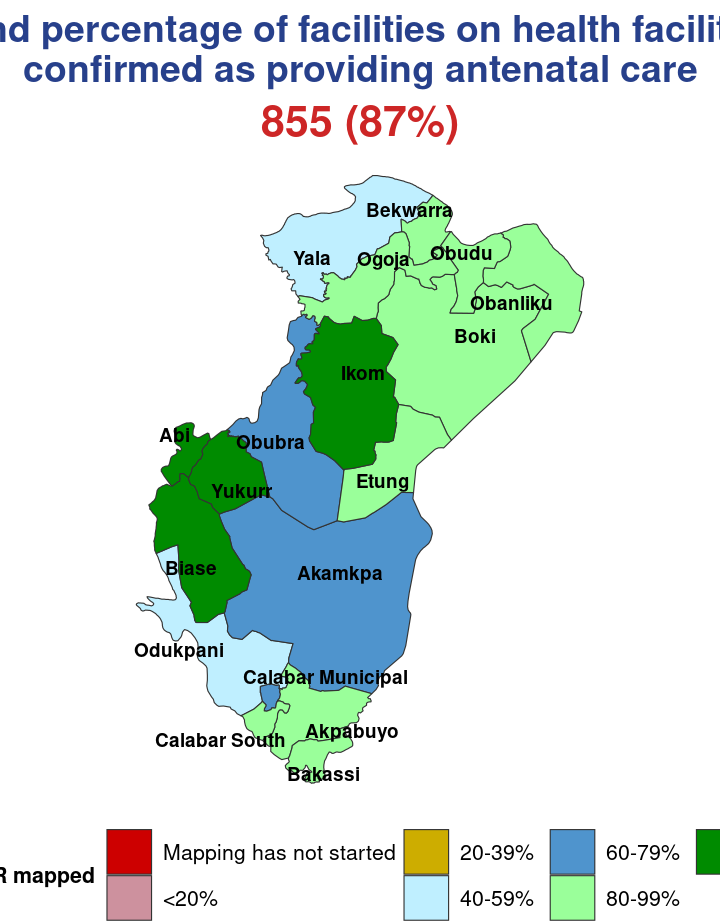 nd percentage of facilities on health facilit
confirmed as providing antenatal care
855 (87%)
Bekwarra
Yala
Ogoja
Obudu
Obanliku
Boki
Ikom
Abi
Obubra
Etung
Yukurr
Biase
Akamkpa
Odukpani
Calabar Municipal
Akpabuyo
Calabar South
Bakassi
Mapping has not started
20-39%
60-79%
R mapped
<20%
40-59%
80-99%